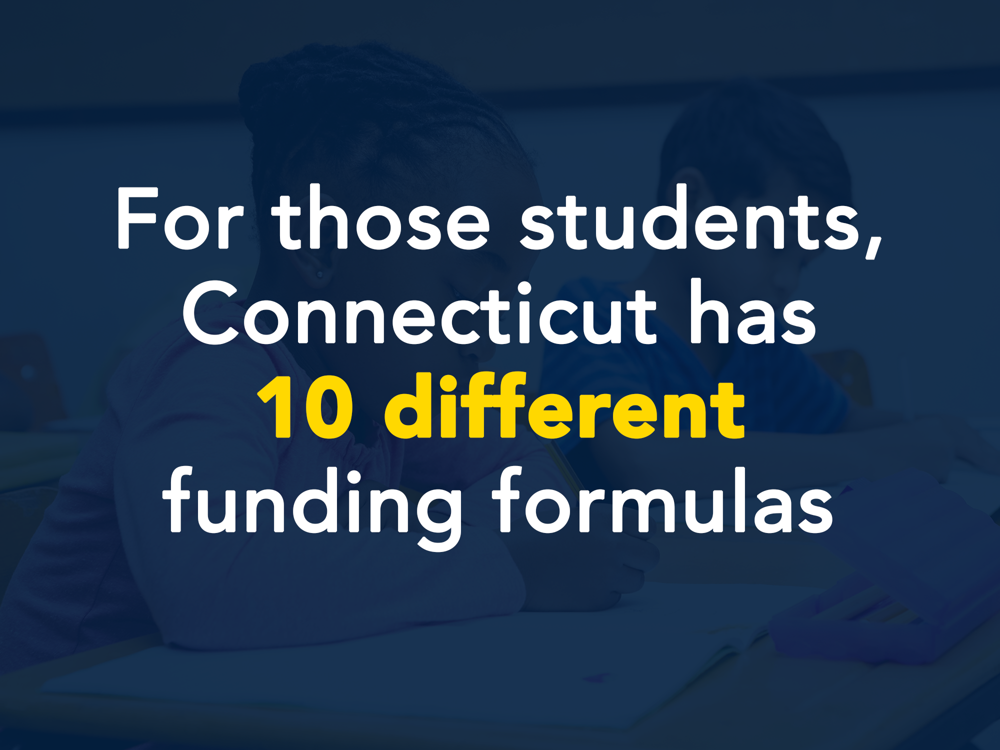 For those students,
Connecticut has
10 different
funding formulas